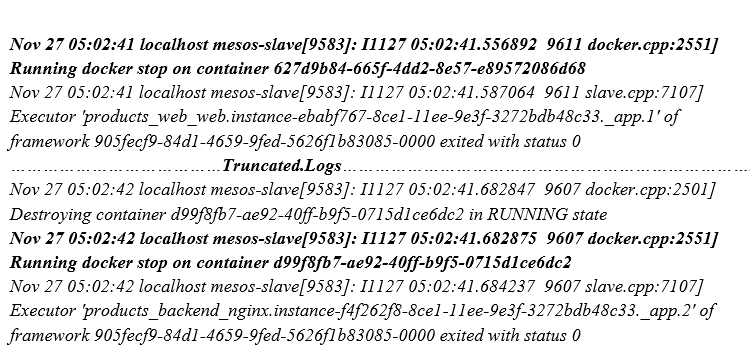 Nov 27 05:02:41 localhost mesos-slave[9583]: I1127 05:02:41.556892  9611 docker.cpp:2551]
Running docker stop on container 627d9b84-665f-4dd2-8e57-e89572086d68
Nov 27 05:02:41 localhost mesos-slave[9583]: I1127 05:02:41.587064  9611 slave.cpp:7107]
Executor 'products_web_web.instance-ebabf767-8ce1-11ee-9e3f-3272bdb48c33._app.1' of
framework 905fecf9-84d1-4659-9fed-5626f1b83085-0000 exited with status 0
…………………………………Truncated.Logs…………………………………………………………………
Nov 27 05:02:42 localhost mesos-slave[9583]: I1127 05:02:41.682847  9607 docker.cpp:2501]
Destroying container d99f8fb7-ae92-40ff-b9f5-0715d1ce6dc2 in RUNNING state
Nov 27 05:02:42 localhost mesos-slave[9583]: I1127 05:02:41.682875  9607 docker.cpp:2551]
Running docker stop on container d99f8fb7-ae92-40ff-b9f5-0715d1ce6dc2
Nov 27 05:02:42 localhost mesos-slave[9583]: I1127 05:02:41.684237  9607 slave.cpp:7107]
Executor 'products_backend_nginx.instance-f4f262f8-8ce1-11ee-9e3f-3272bdb48c33._app.2' of
framework 905fecf9-84d1-4659-9fed-5626f1b83085-0000 exited with status 0